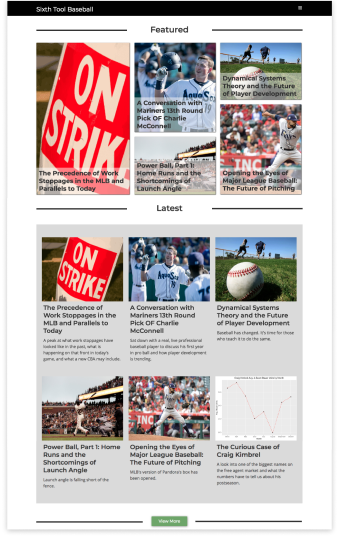 Sixth Tool Baseball
Featured
ON
STRIKE
The Precedence of Work
Stoppages in the MLB and
Parallels to Today
A Conversation with
Mariners 13th Round
Pick OF Charlie
McConnell
Power Ball, Part 1:
Home Runs and the
Shortcomings of
Launch Angle
Dynamical Systems
Theory and the Future
of Player Development
Opening the Eyes of
Major League Baseball:
The Future of Pitching
Latest
ON
STRIKE
The Precedence of
Work Stoppages in the
MLB and Parallels to
Today
A peek at what work stoppages have
looked like in the past, what is
happening on that front in today's
game, and what a new CBA may include.
A Conversation with
Mariners 13th Round
Pick OF Charlie
McConnell
Sat down with a real, live professional
baseball player to discuss his first year
in pro-ball and how player development
is trending.
Dynamical Systems
Theory and the Future
of Player Development
Baseball has changed, it's time for those
who teach it to do the same.
Power Ball, Part 1: Home
Runs and the
Shortcomings of
Launch Angle
Launch angle is falling short of the
fence.
Opening the Eyes of
Major League Baseball:
The Future of Pitching
MLB's version of Pandora's box has
been opened.
The Curious Case of
Craig Kimbrel
A look into one of the biggest names on
the free agent market and what the
numbers have to tell us about his
postseason.
View More